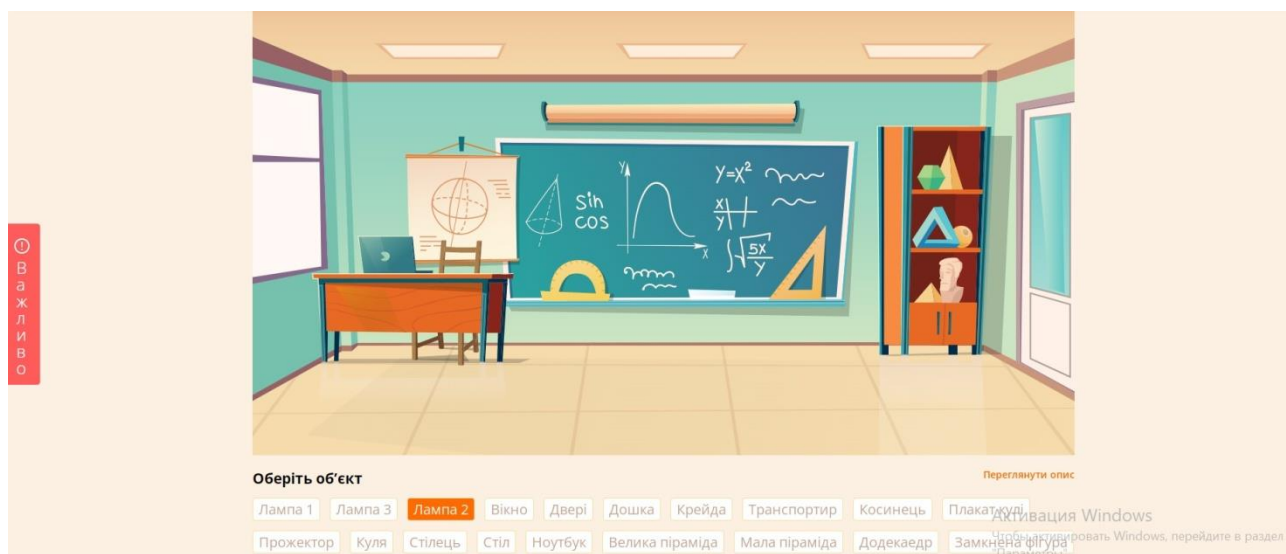 Важливо
sin
cos
y
x
y=x²
x
y
∫√5x/y
Оберіть об’єкт
Переглянути опис
Лампа 1 Лампа 3 Лампа 2 Вікно Двері Дошка Крейда Транспортир Косинець Плакат кулі
Прожектор Куля Стілець Стіл Ноутбук Велика піраміда Мала піраміда Додекаедр Замкнена фігура
Активация Windows
Чтобы активировать Windows, перейдите в раздел
"Параметры"